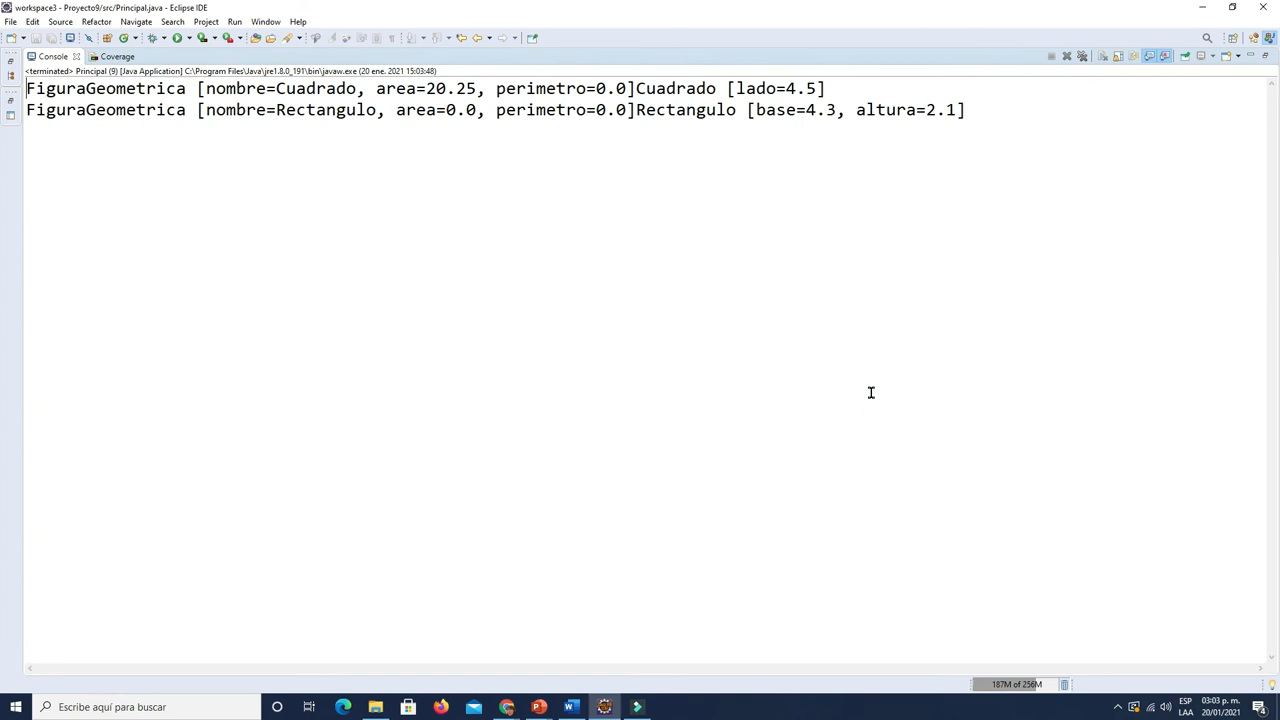 workspace3 - Proyecto9/src/Principal.java - Eclipse IDE
File Edit Source Refactor Navigate Search Project Run Window Help
Console Coverage
<terminated> Principal (9) [Java Application] C:\Program Files\Java\jre1.8.0_191\bin\javaw.exe (20 ene. 2021 15:03:48)
FiguraGeometrica [nombre=Cuadrado, area=20.25, perimetro=0.0]Cuadrado [lado=4.5]
FiguraGeometrica [nombre=Rectangulo, area=0.0, perimetro=0.0]Rectangulo [base=4.3, altura=2.1]
187M of 256M
Escribe aquí para buscar
ESP 03:03 p. m.
LAA 20/01/2021
4